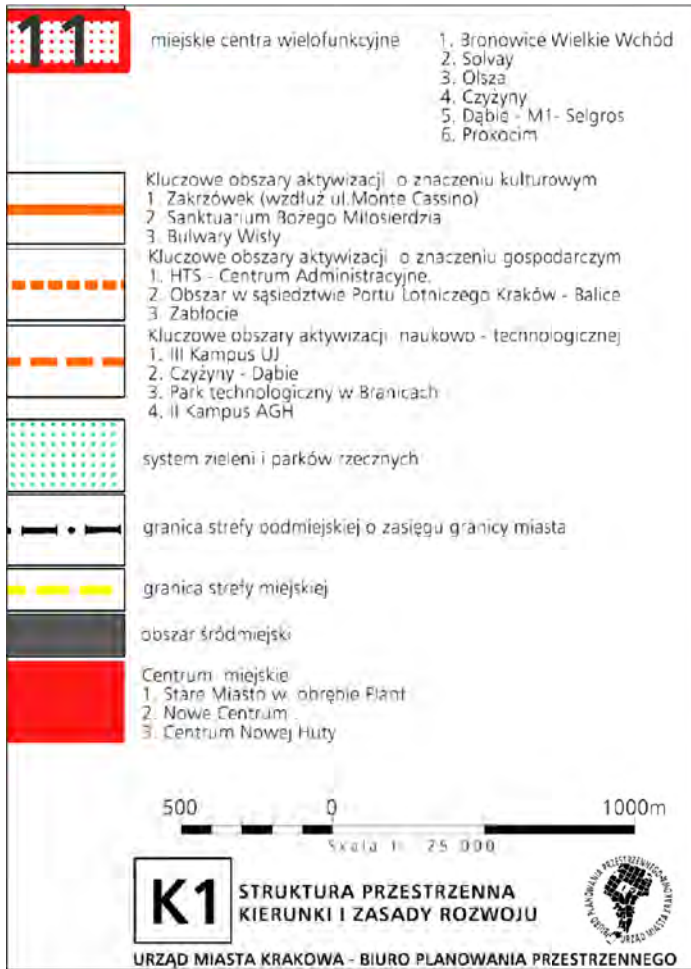 11
miejskie centra wielofunkcyjne
1. Bronowice Wielkie Wchód
2. Solvay
3. Olsza
4. Czyżyny
5. Dąbie - M1- Selgros
6. Prokocim
Kluczowe obszary aktywizacji o znaczeniu kulturowym
1. Zakrzówek (wzdłuż ul.Monte Cassino)
2 Sanktuarium Bożego Miłosierdzia
3. Bulwary Wisły
Kluczowe obszary aktywizacji o znaczeniu gospodarczym
1. HTS - Centrum Administracyjne.
2. Obszar w sąsiedztwie Portu Lotniczego Kraków - Balice
3 Zabłocie
Kluczowe obszary aktywizacji naukowo - technologicznej
1. III Kampus UJ
2. Czyżyny - Dąbie
3. Park technologiczny w Branicach
4. II Kampus AGH
system zieleni i parków rzecznych
granica strefy podmiejskiej o zasięgu granicy miasta
granica strefy miejskiej
obszar śródmiejski
Centrum miejskie
1. Stare Miasto w obrębie Plant
2. Nowe Centrum
3. Centrum Nowej Huty
500 0 1000m
Skala 1: 25 000
K1
STRUKTURA PRZESTRZENNA
KIERUNKI I ZASADY ROZWOJU
URZĄD MIASTA KRAKOWA - BIURO PLANOWANIA PRZESTRZENNEGO